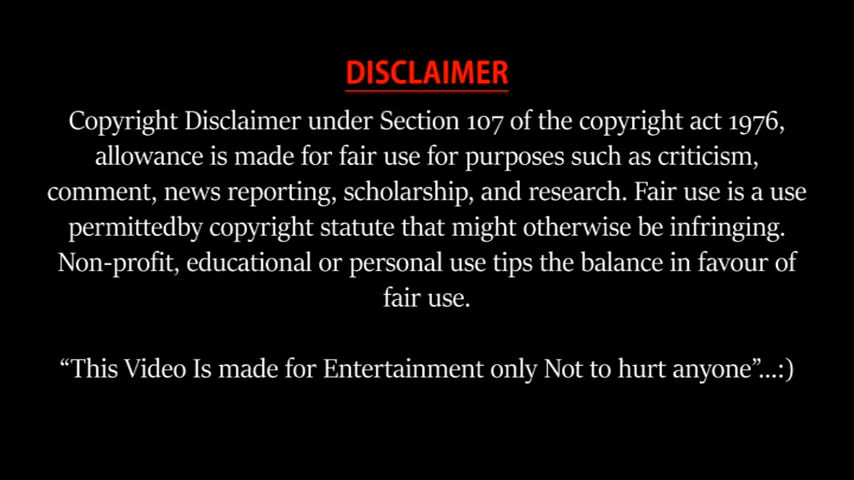 DISCLAIMER
Copyright Disclaimer under Section 107 of the copyright act 1976,
allowance is made for fair use for purposes such as criticism,
comment, news reporting, scholarship, and research. Fair use is a use
permittedby copyright statute that might otherwise be infringing.
Non-profit, educational or personal use tips the balance in favour of
fair use.
“This Video Is made for Entertainment only Not to hurt anyone”...:)